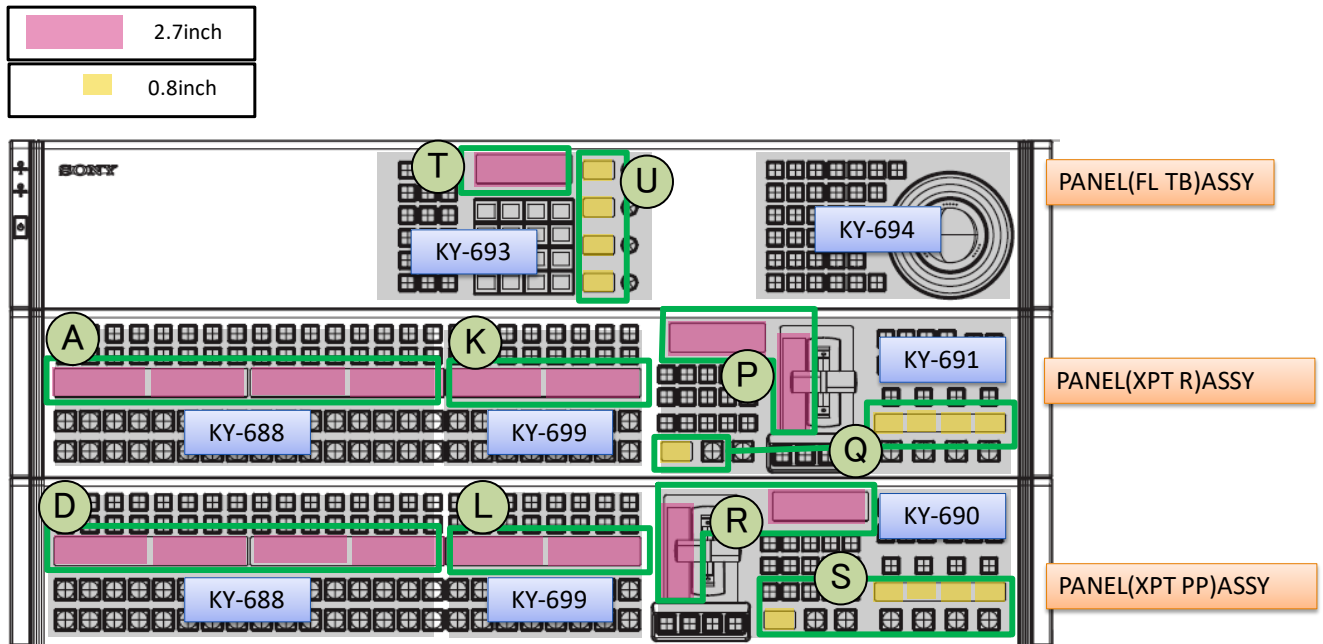 2.7inch
0.8inch
SONY
T
U
KY-693
KY-694
PANEL(FL TB)ASSY
A
K
P
KY-691
PANEL(XPT R)ASSY
KY-688
KY-699
Q
D
L
R
KY-690
S
PANEL(XPT PP)ASSY
KY-688
KY-699